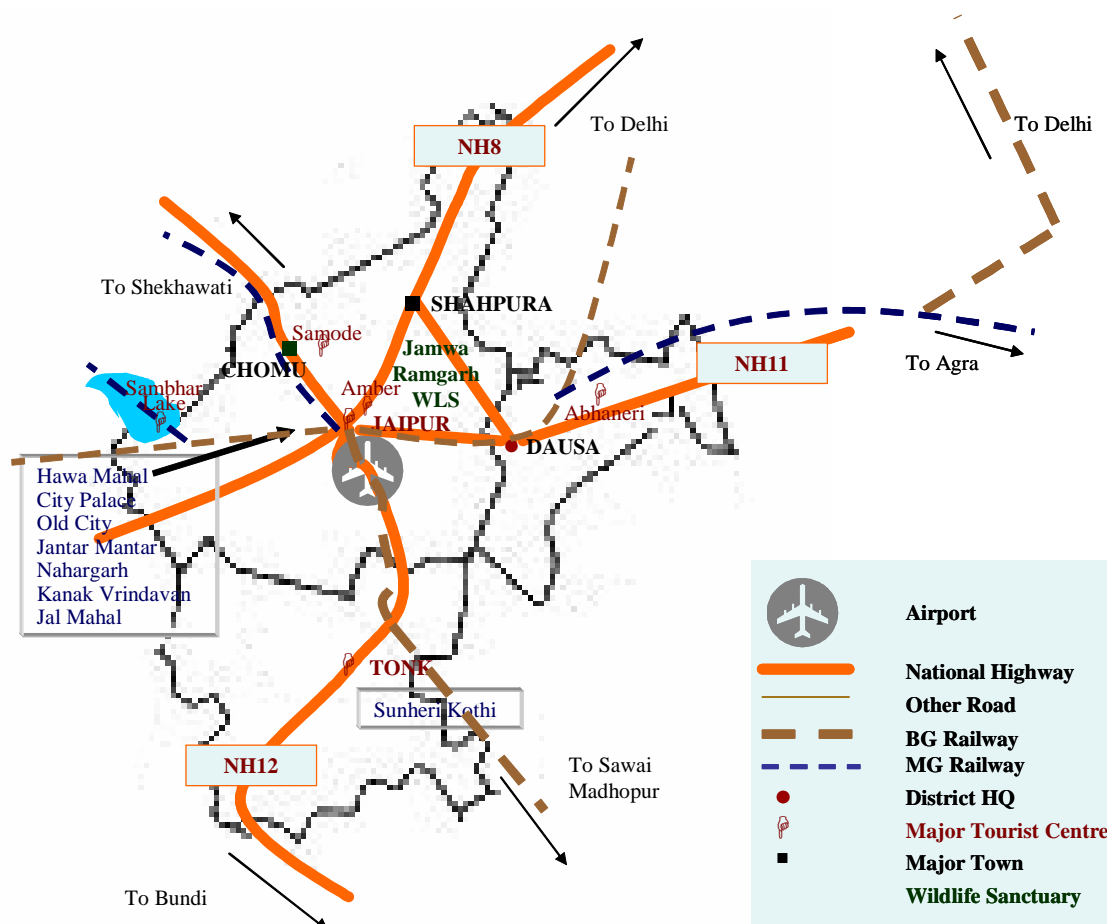 To Delhi
To Delhi
NH8
To Shekhawati
SHAHPURA
Samode
Jamwa
Ramgarh
WLS
CHOMU
NH11
To Agra
Sambhar
Lake
Amber
Abhaneri
JAIPUR
DAUSA
Hawa Mahal
City Palace
Old City
Jantar Mantar
Nahargarh
Kanak Vrindavan
Jal Mahal
TONK
Sunheri Kothi
NH12
To Sawai
Madhopur
To Bundi
Airport
National Highway
Other Road
BG Railway
MG Railway
District HQ
Major Tourist Centre
Major Town
Wildlife Sanctuary